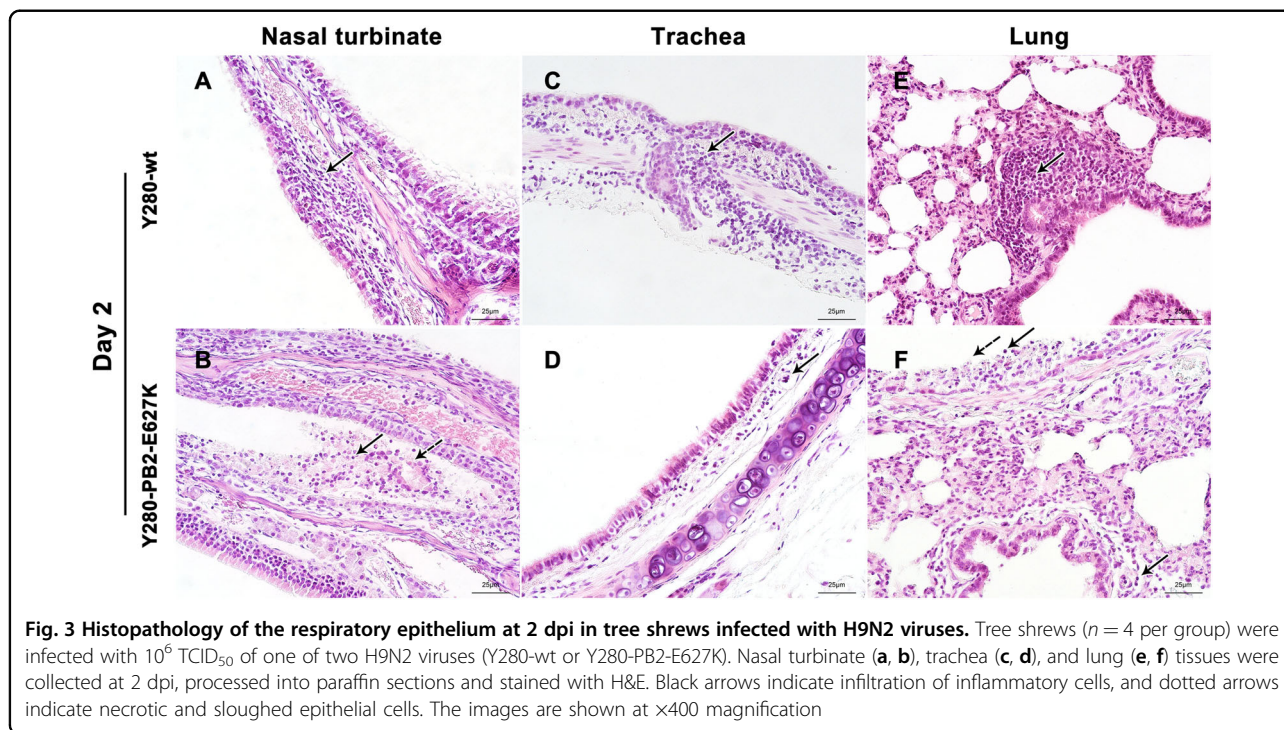 Nasal turbinate
Trachea
Lung
Day 2
Y280-wt
A
C
E
25μm
25μm
25μm
Y280-PB2-E627K
B
D
F
25μm
25μm
25μm
Fig. 3 Histopathology of the respiratory epithelium at 2 dpi in tree shrews infected with H9N2 viruses. Tree shrews (n = 4 per group) were
infected with 10⁶ TCID₅₀ of one of two H9N2 viruses (Y280-wt or Y280-PB2-E627K). Nasal turbinate (a, b), trachea (c, d), and lung (e, f) tissues were
collected at 2 dpi, processed into paraffin sections and stained with H&E. Black arrows indicate infiltration of inflammatory cells, and dotted arrows
indicate necrotic and sloughed epithelial cells. The images are shown at ×400 magnification